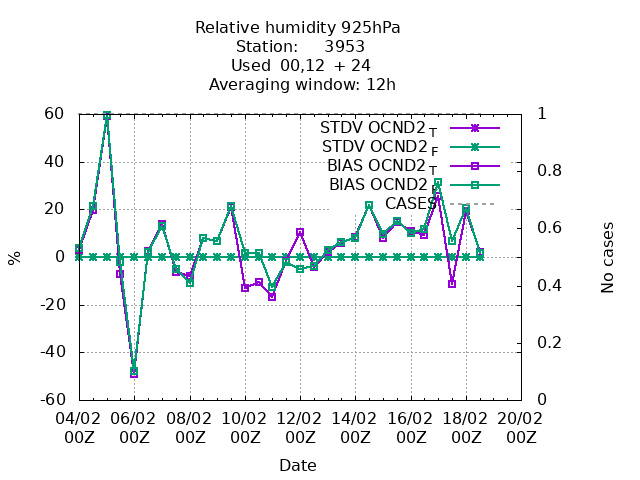 Relative humidity 925hPa
Station: 3953
Used 00,12 + 24
Averaging window: 12h
60
40
20
0
-20
-40
-60
%
1
0.8
0.6
0.4
0.2
0
No cases
STDV OCND2 T
STDV OCND2 F
BIAS OCND2 T
BIAS OCND2
CASES
04/02 06/02 08/02 10/02 12/02 14/02 16/02 18/02 20/02
00Z 00Z 00Z 00Z 00Z 00Z 00Z 00Z 00Z
Date